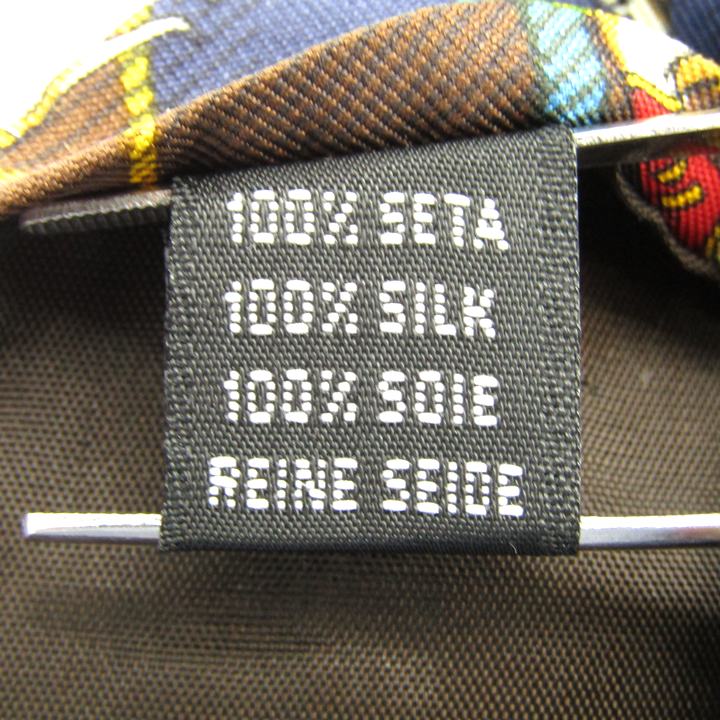 100% SETA
100% SILK
100% SOIE
REINE SEIDE